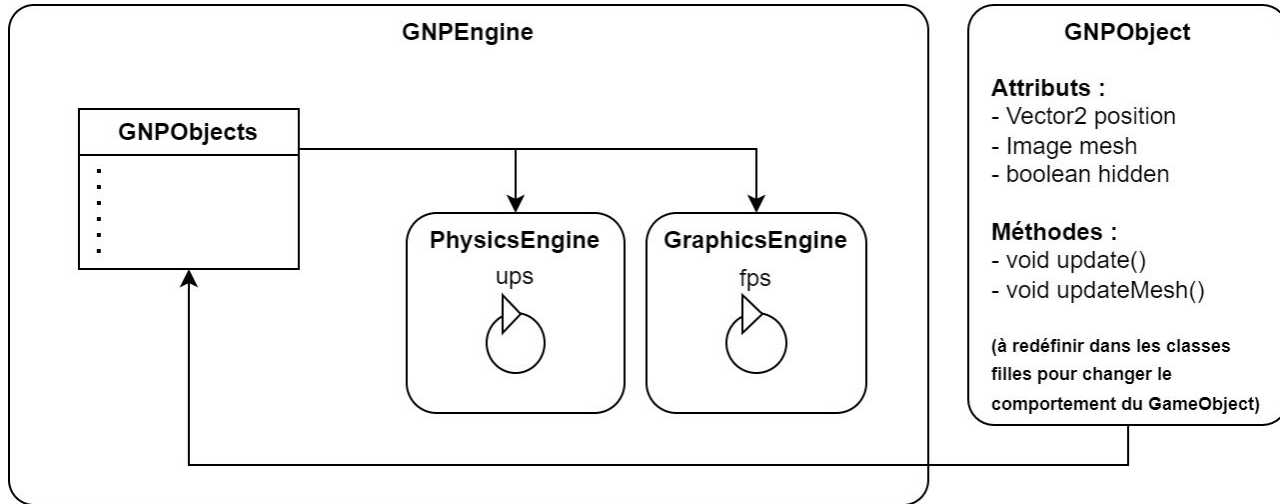 GNPEngine
GNPObjects
PhysicsEngine
ups
GraphicsEngine
fps
GNPObject
Attributs :
- Vector2 position
- Image mesh
- boolean hidden
Méthodes :
- void update()
- void updateMesh()
(à redéfinir dans les classes
filles pour changer le
comportement du GameObject)